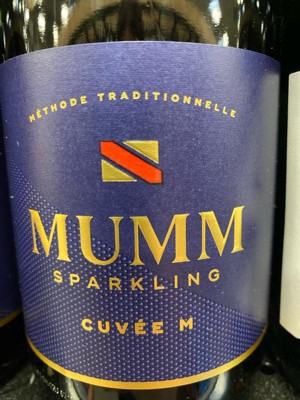 MÉTHODE TRADITIONNELLE
MUMM
SPARKLING
CUVÉE M